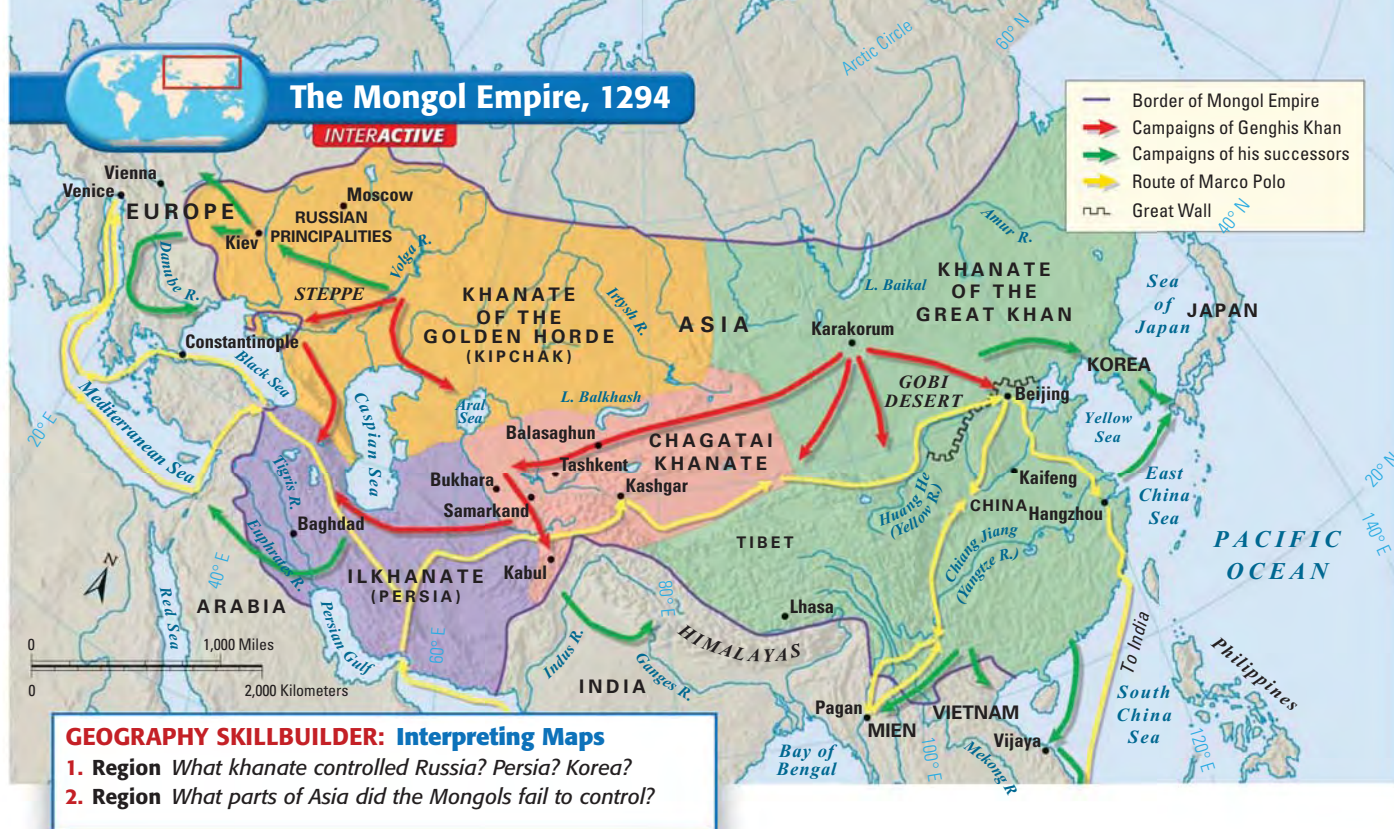 The Mongol Empire, 1294
INTERACTIVE
Border of Mongol Empire
Campaigns of Genghis Khan
Campaigns of his successors
Route of Marco Polo
Great Wall
Arctic Circle
60° N
40° N
20° N
140° E
120° E
100° E
80° E
60° E
40° E
20° E
Vienna
Venice
EUROPE
Moscow
RUSSIAN
PRINCIPALITIES
Kiev
Volga R.
Danube R.
STEPPE
KHANATE
OF THE
GOLDEN HORDE
(KIPCHAK)
Irtysh R.
ASIA
L. Baikal
Amur R.
KHANATE
OF THE
GREAT KHAN
Sea
of
Japan
JAPAN
Karakorum
KOREA
GOBI
DESERT
Beijing
Yellow
Sea
Constantinople
Black Sea
Mediterranean Sea
Caspian Sea
Aral
Sea
L. Balkhash
Balasaghun
CHAGATAI
KHANATE
Tashkent
Bukhara
Kashgar
Samarkand
Tigris R.
Baghdad
Euphrates R.
ILKHANATE
(PERSIA)
Kabul
ARABIA
Red Sea
Persian Gulf
TIBET
Huang He
(Yellow R.)
Kaifeng
CHINA
Hangzhou
East
China
Sea
Chiang Jiang
(Yangtze R.)
PACIFIC
OCEAN
Lhasa
HIMALAYAS
Indus R.
Ganges R.
INDIA
To India
Philippines
South
China
Sea
Pagan
MIEN
VIETNAM
Vijaya
Mekong R
Bay of
Bengal
N
0
1,000 Miles
0
2,000 Kilometers
GEOGRAPHY SKILLBUILDER: Interpreting Maps
1. Region What khanate controlled Russia? Persia? Korea?
2. Region What parts of Asia did the Mongols fail to control?